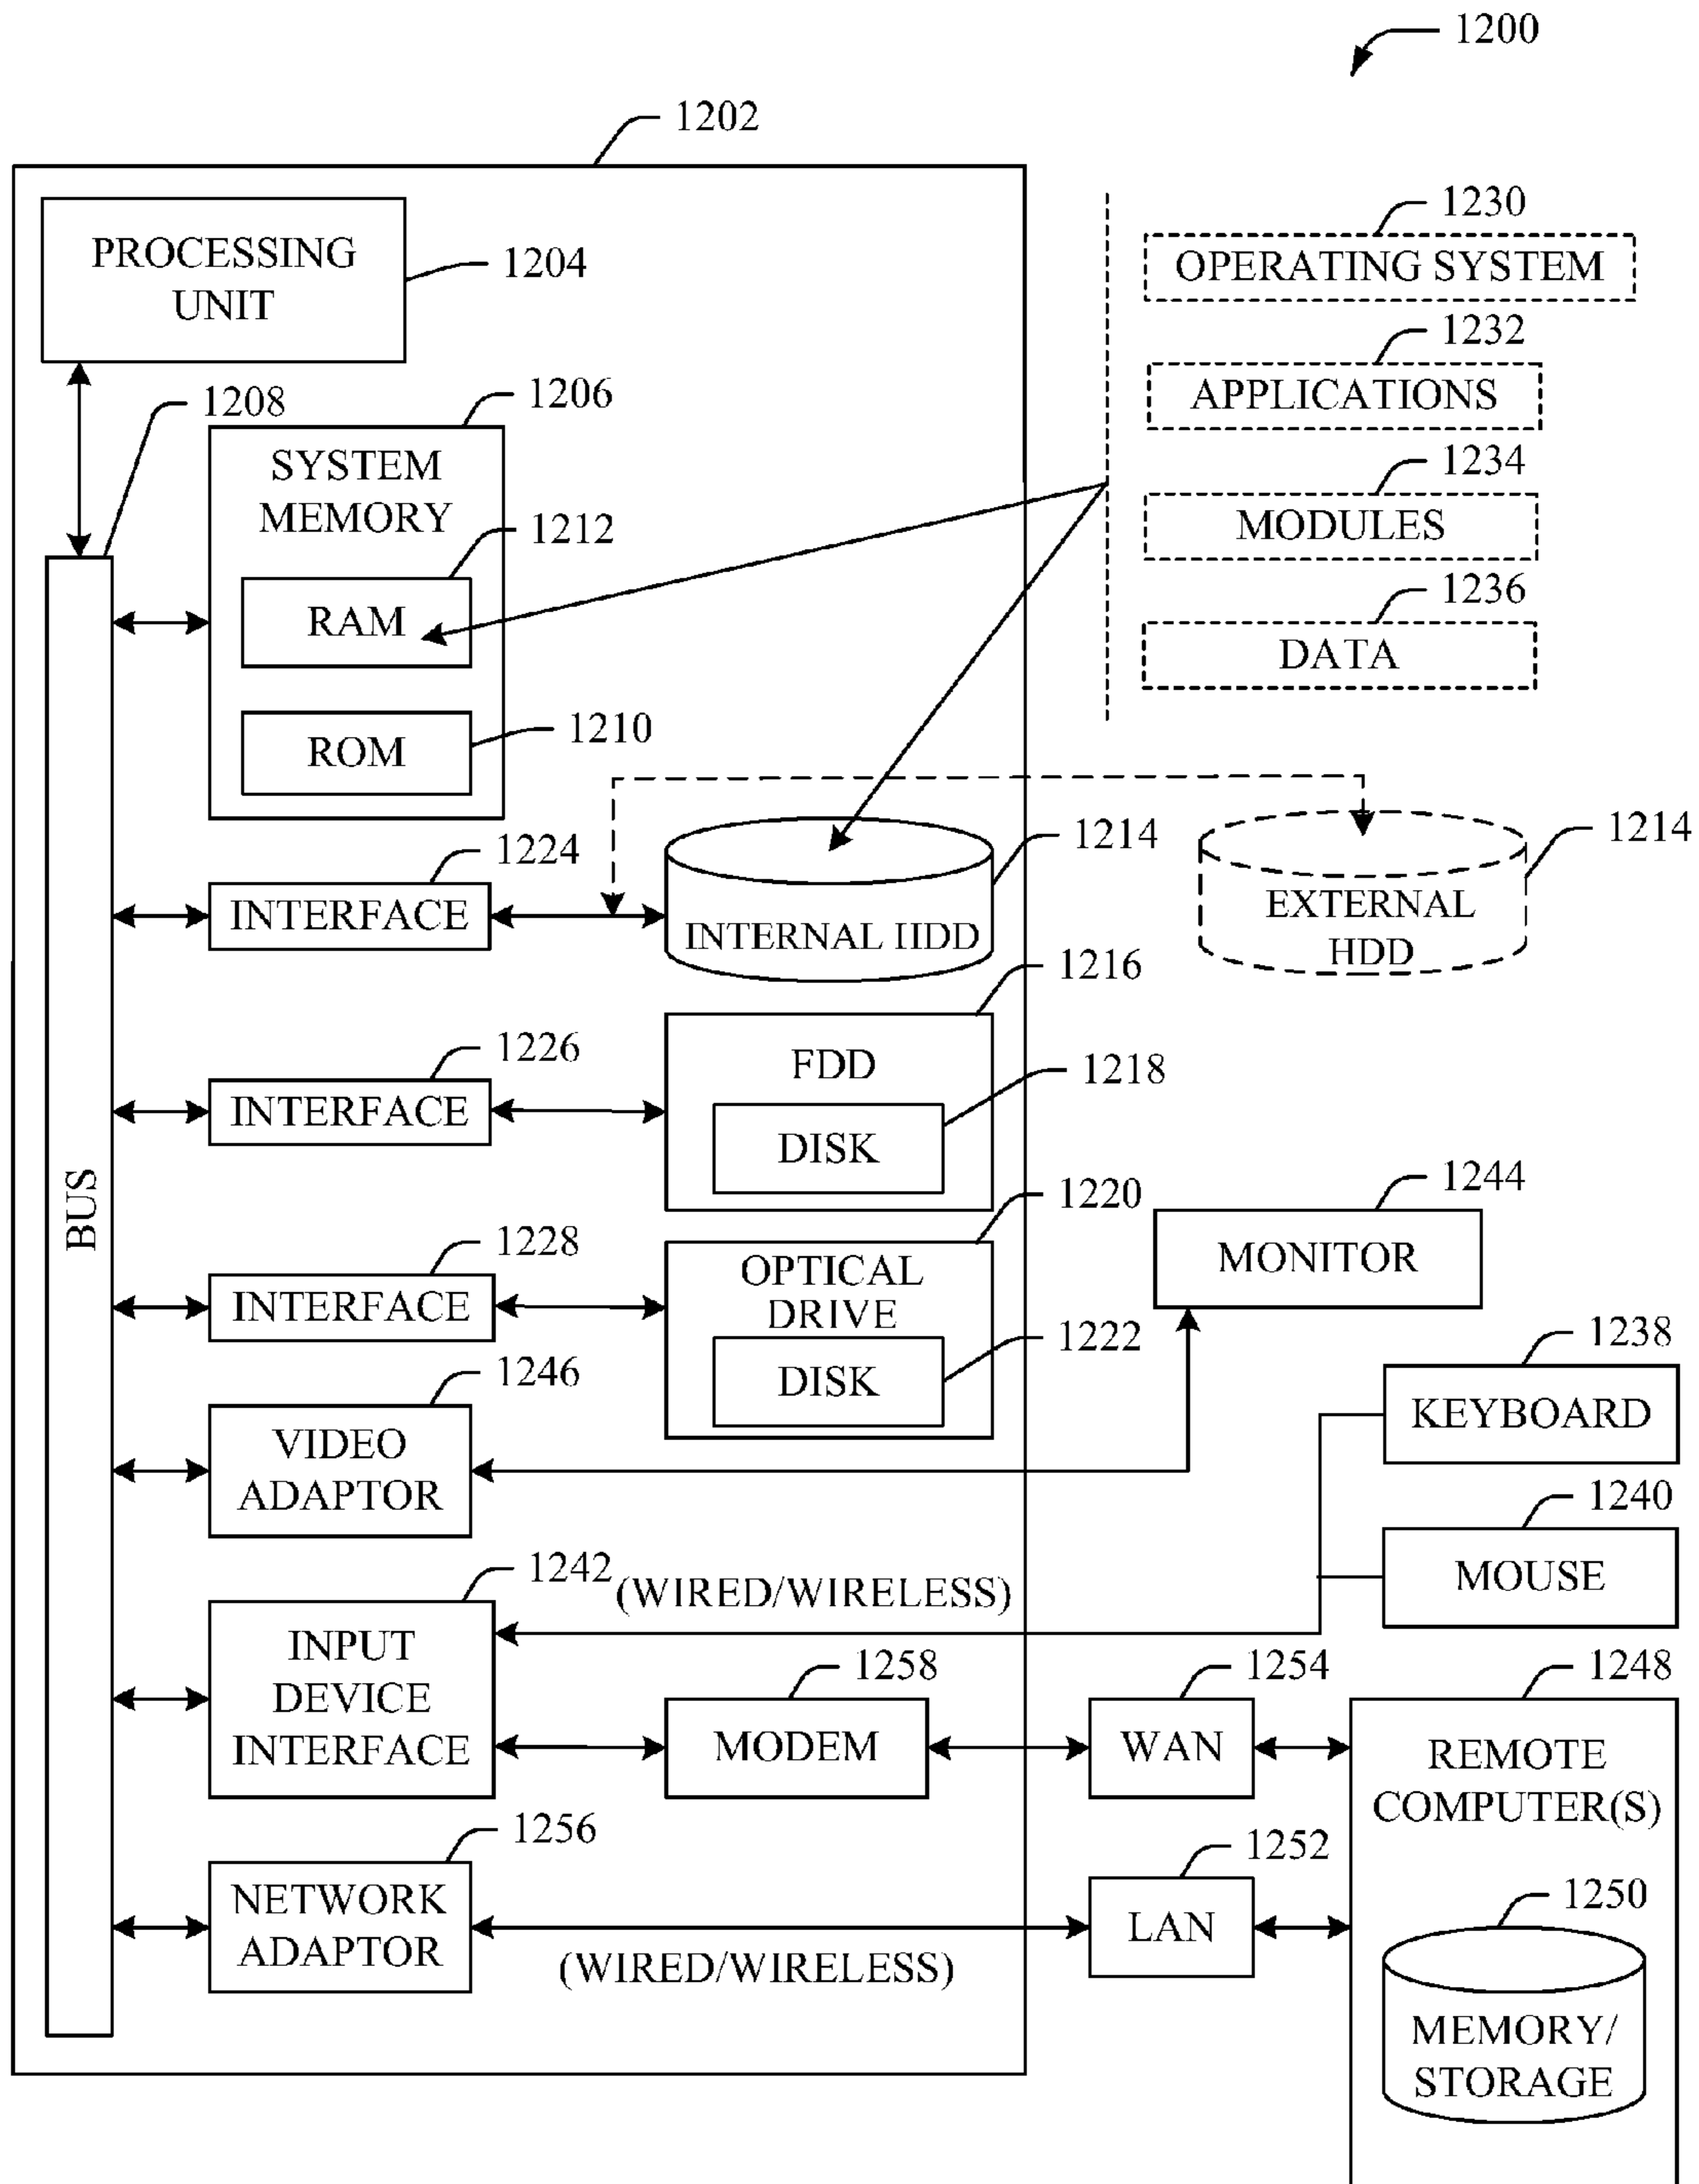 1200
1202
PROCESSING
UNIT
1204
1230
OPERATING SYSTEM
1232
APPLICATIONS
1234
MODULES
1236
DATA
1208
1206
SYSTEM
MEMORY
1212
RAM
1210
ROM
1224
INTERFACE
1214
INTERNAL HDD
1214
EXTERNAL
HDD
1216
1226
INTERFACE
FDD
1218
DISK
BUS
1220
1228
INTERFACE
OPTICAL
DRIVE
1222
DISK
1244
MONITOR
1246
VIDEO
ADAPTOR
1238
KEYBOARD
1240
MOUSE
1242
(WIRED/WIRELESS)
INPUT
DEVICE
INTERFACE
1258
MODEM
1254
WAN
1248
REMOTE
COMPUTER(S)
1256
NETWORK
ADAPTOR
(WIRED/WIRELESS)
1252
LAN
1250
MEMORY/
STORAGE